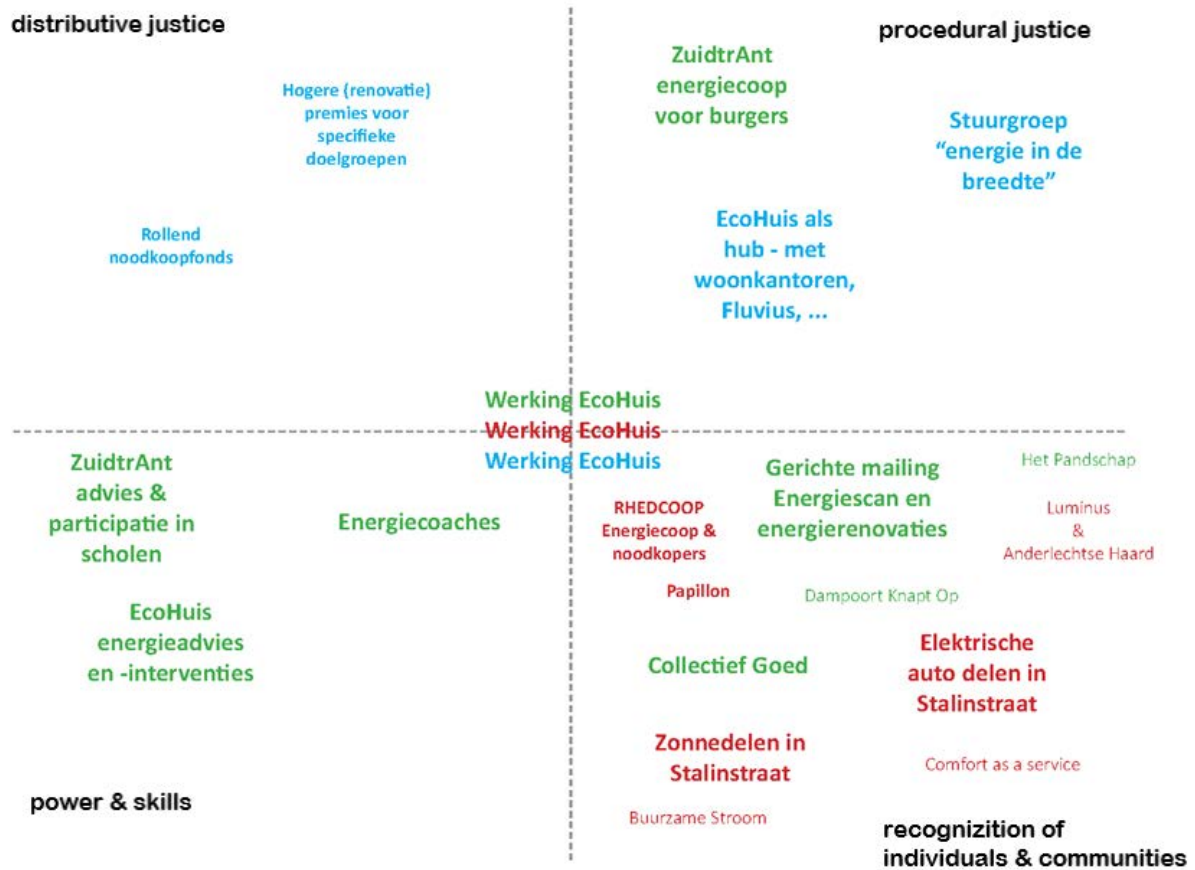 distributive justice
Hogere (renovatie)
premies voor
specifieke
doelgroepen
Rollend
noodkoopfonds
procedural justice
ZuidtrAnt
energiecoop
voor burgers
Stuurgroep
“energie in de
breedte”
EcoHuis als
hub - met
woonkantoren,
Fluvius, ...
Werking EcoHuis
Werking EcoHuis
Werking EcoHuis
ZuidtrAnt
advies &
participatie in
scholen
Energiecoaches
EcoHuis
energieadvies
en -interventies
power & skills
Gerichte mailing
Energiescan en
energierenovaties
Het Pandschap
RHEDCOOP
Energiecoop &
noodkopers
Luminus
&
Anderlechtse Haard
Papillon
Dampoort Knapt Op
Collectief Goed
Elektrische
auto delen in
Stalinstraat
Zonnedelen in
Stalinstraat
Comfort as a service
Buurzame Stroom
recognizition of
individuals & communities